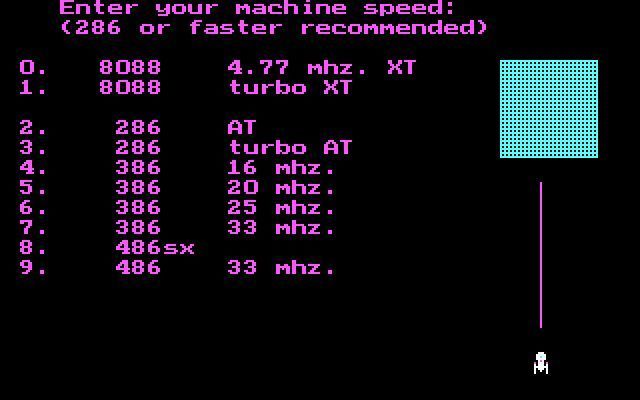 Enter your machine speed:
(286 or faster recommended)
0. 8088 4.77 mhz. XT
1. 8088 turbo XT
2. 286 AT
3. 286 turbo AT
4. 386 16 mhz.
5. 386 20 mhz.
6. 386 25 mhz.
7. 386 33 mhz.
8. 486sx
9. 486 33 mhz.